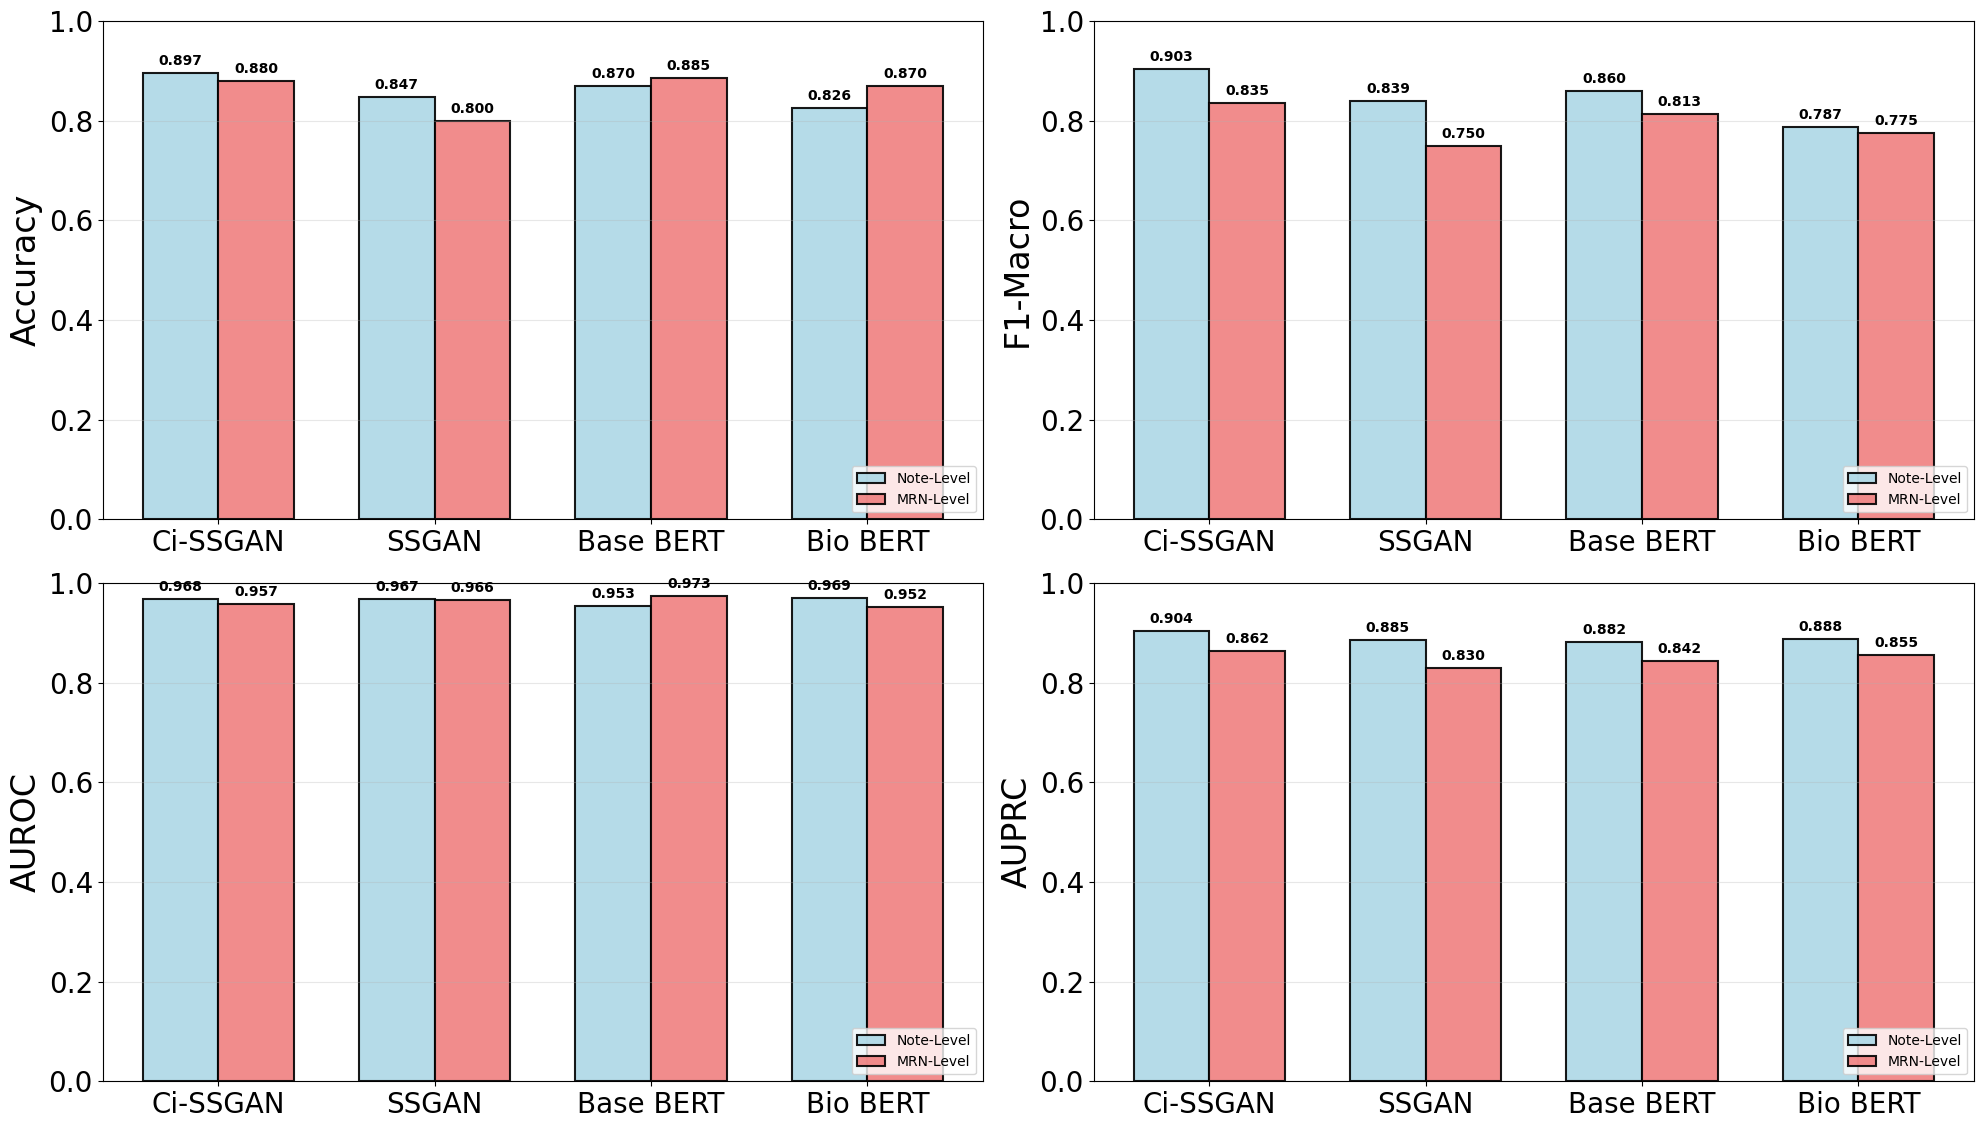 Accuracy
1.0
0.8
0.6
0.4
0.2
0.0
0.897
0.880
0.847
0.800
0.870
0.885
0.826
0.870
Note-Level
MRN-Level
Ci-SSGAN
SSGAN
Base BERT
Bio BERT
F1-Macro
1.0
0.8
0.6
0.4
0.2
0.0
0.903
0.835
0.839
0.750
0.860
0.813
0.787
0.775
Note-Level
MRN-Level
Ci-SSGAN
SSGAN
Base BERT
Bio BERT
AUROC
1.0
0.8
0.6
0.4
0.2
0.0
0.968
0.957
0.967
0.966
0.953
0.973
0.969
0.952
Note-Level
MRN-Level
Ci-SSGAN
SSGAN
Base BERT
Bio BERT
AUPRC
1.0
0.8
0.6
0.4
0.2
0.0
0.904
0.862
0.885
0.830
0.882
0.842
0.888
0.855
Note-Level
MRN-Level
Ci-SSGAN
SSGAN
Base BERT
Bio BERT